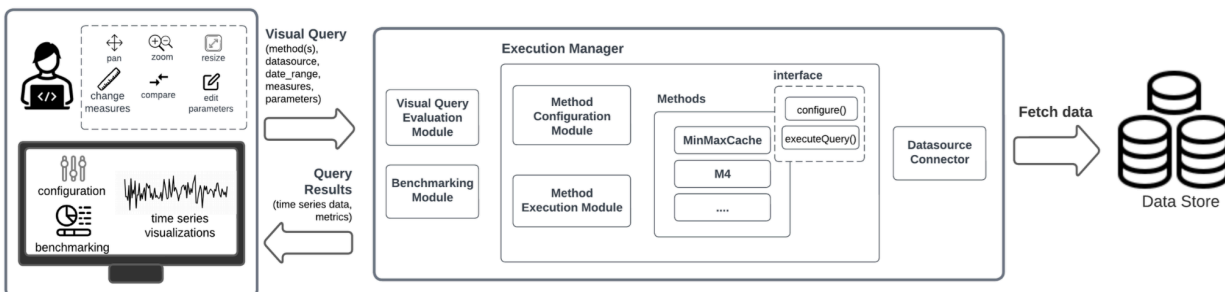 pan
zoom
resize
change
measures
compare
edit
parameters
</>
configuration
benchmarking
time series
visualizations
Visual Query
(method(s),
datasource,
date_range,
measures,
parameters)
Query
Results
(time series data,
metrics)
Visual Query
Evaluation
Module
Benchmarking
Module
Execution Manager
Method
Configuration
Module
Method
Execution Module
Methods
MinMaxCache
M4
....
interface
configure()
executeQuery()
Datasource
Connector
Fetch data
Data Store